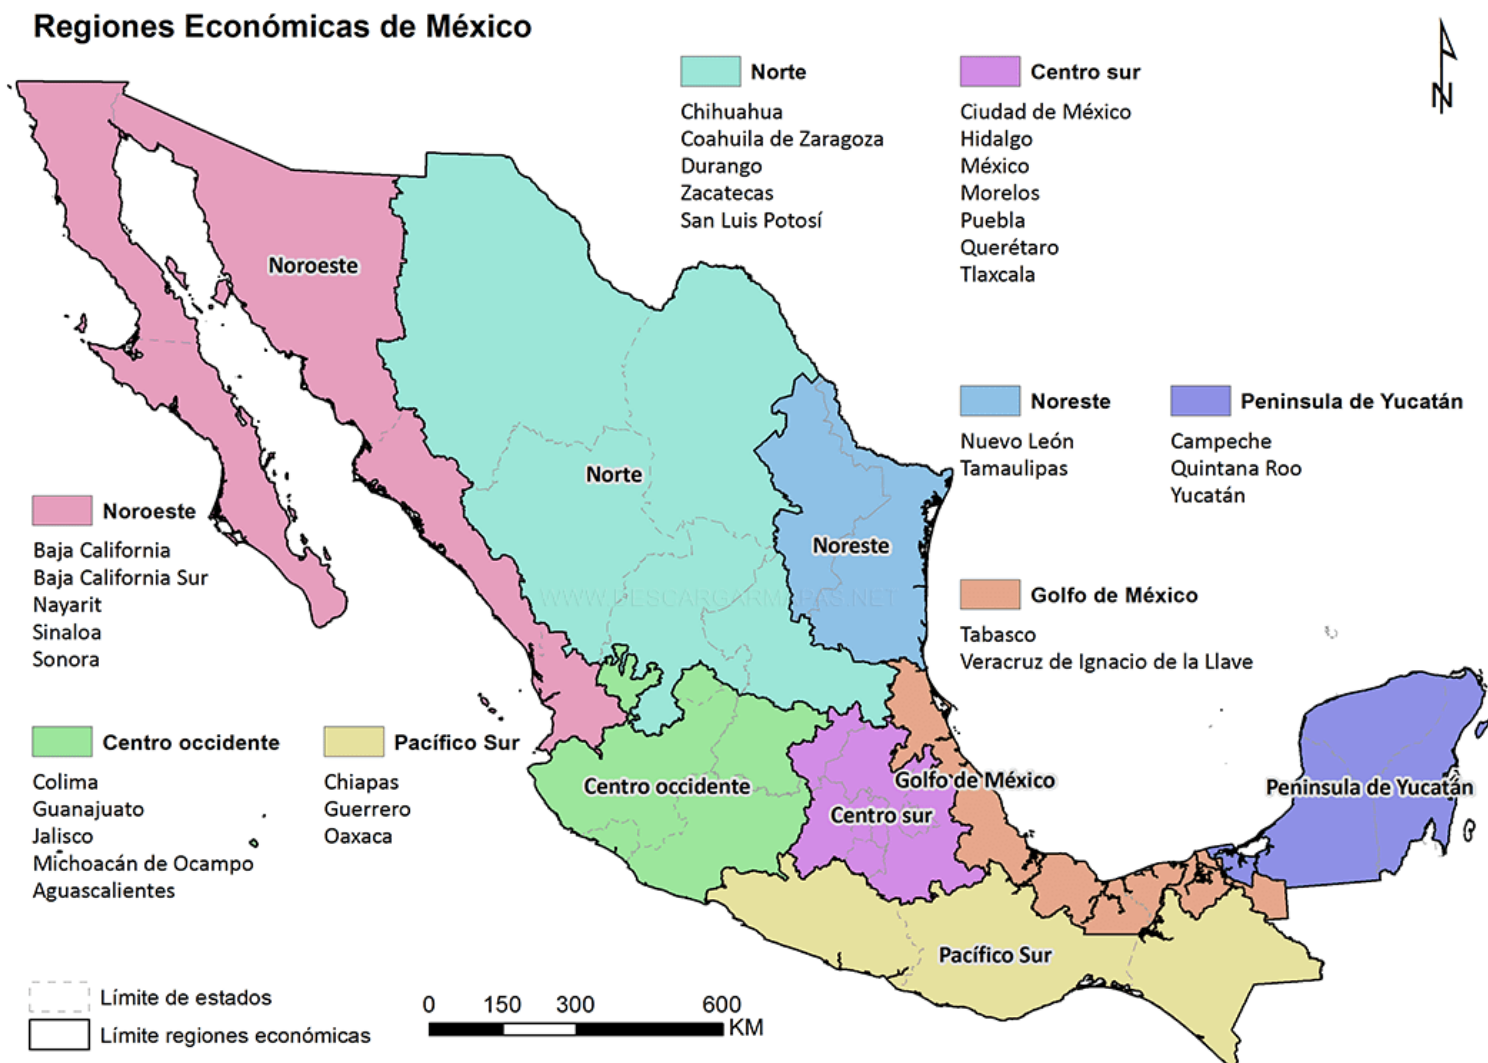 Regiones Económicas de México
N
Norte
Chihuahua
Coahuila de Zaragoza
Durango
Zacatecas
San Luis Potosí
Centro sur
Ciudad de México
Hidalgo
México
Morelos
Puebla
Querétaro
Tlaxcala
Noreste
Nuevo León
Tamaulipas
Peninsula de Yucatán
Campeche
Quintana Roo
Yucatán
Golfo de México
Tabasco
Veracruz de Ignacio de la Llave
Noroeste
Baja California
Baja California Sur
Nayarit
Sinaloa
Sonora
Centro occidente
Colima
Guanajuato
Jalisco
Michoacán de Ocampo
Aguascalientes
Pacífico Sur
Chiapas
Guerrero
Oaxaca
Noroeste
Norte
Noreste
WWW.DESCARGARMAPAS.NET
Centro occidente
Golfo de México
Centro sur
Peninsula de Yucatán
Pacífico Sur
Límite de estados
Límite regiones económicas
0 150 300 600
KM